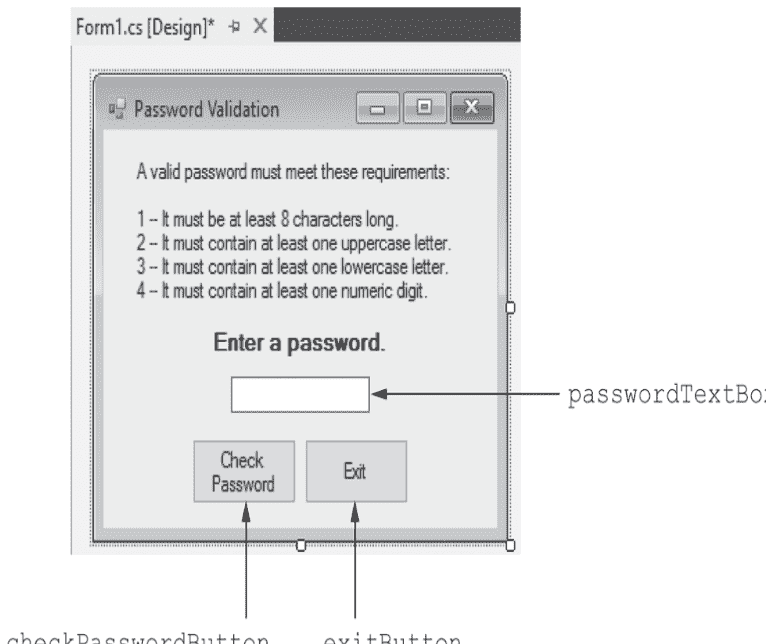 Form1.cs [Design]*
Password Validation
A valid password must meet these requirements:
1 – It must be at least 8 characters long.
2 – It must contain at least one uppercase letter.
3 – It must contain at least one lowercase letter.
4 – It must contain at least one numeric digit.
Enter a password.
passwordTextBox
Check
Password
Exit
checkPasswordButton exitButton